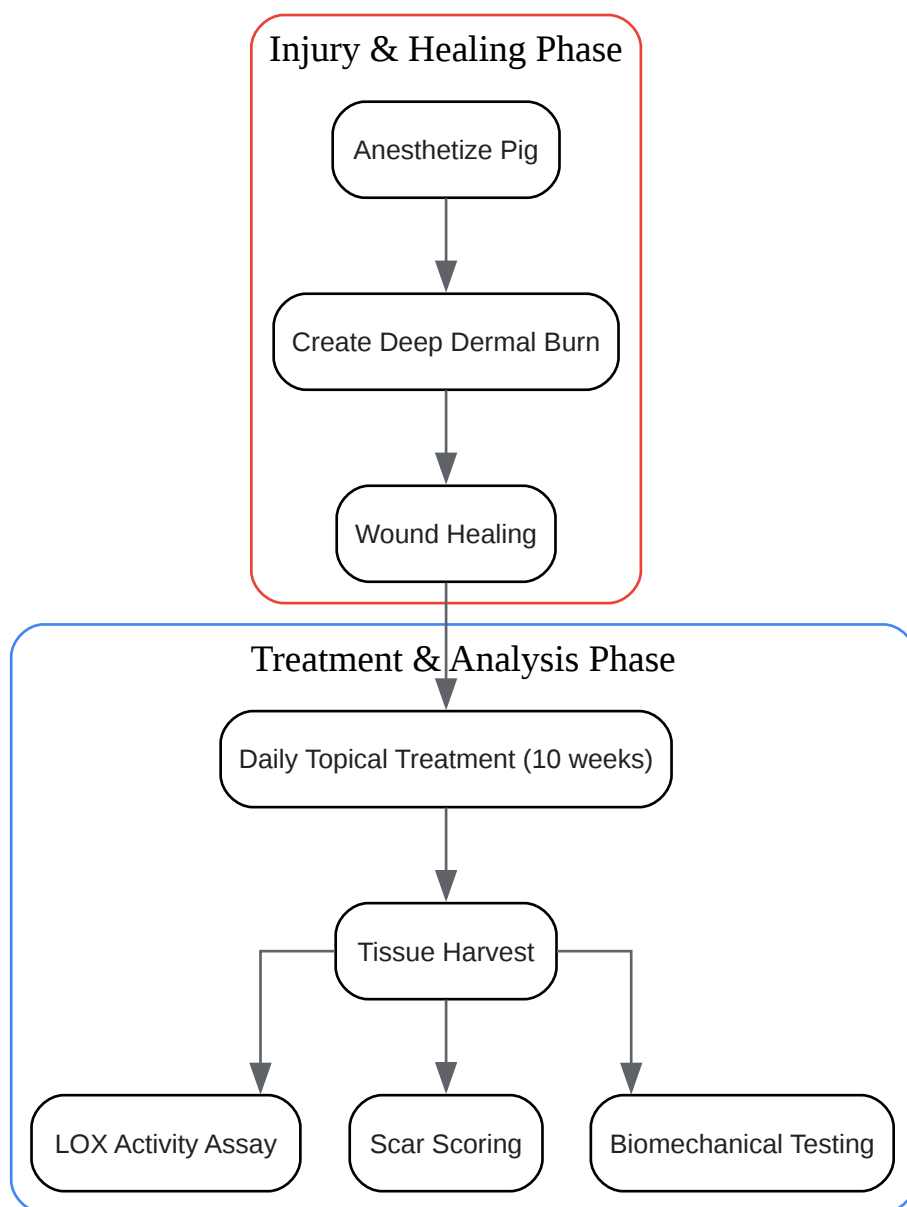 Injury & Healing Phase
Anesthetize Pig
Create Deep Dermal Burn
Wound Healing
Treatment & Analysis Phase
Daily Topical Treatment (10 weeks)
Tissue Harvest
LOX Activity Assay
Scar Scoring
Biomechanical Testing